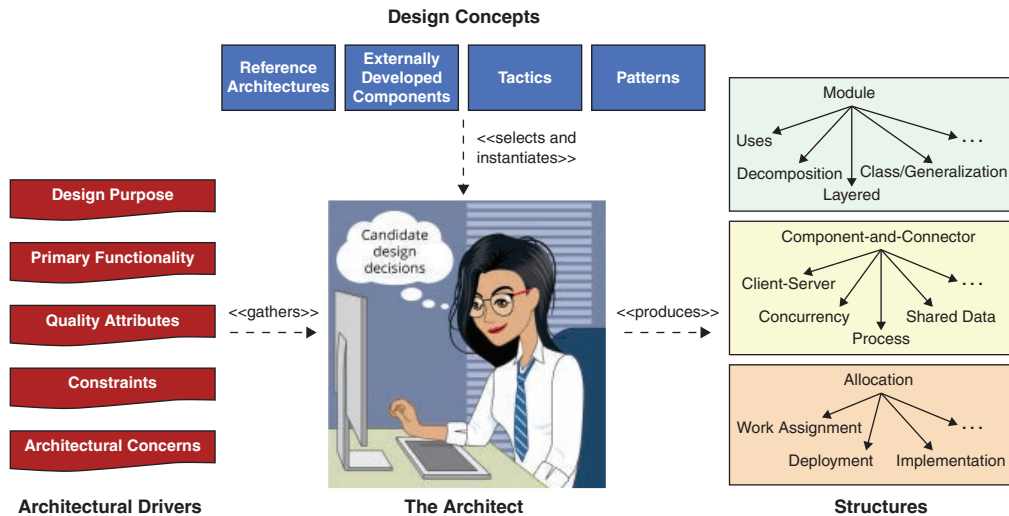 Design Concepts
Reference
Architectures
Externally
Developed
Components
Tactics
Patterns
<<selects and
instantiates>>
Design Purpose
Primary Functionality
Quality Attributes
Constraints
Architectural Concerns
Architectural Drivers
<<gathers>>
Candidate
design
decisions
The Architect
<<produces>>
Module
Uses
...
Decomposition
Class/Generalization
Layered
Component-and-Connector
Client-Server
...
Concurrency
Shared Data
Process
Allocation
Work Assignment
...
Deployment
Implementation
Structures